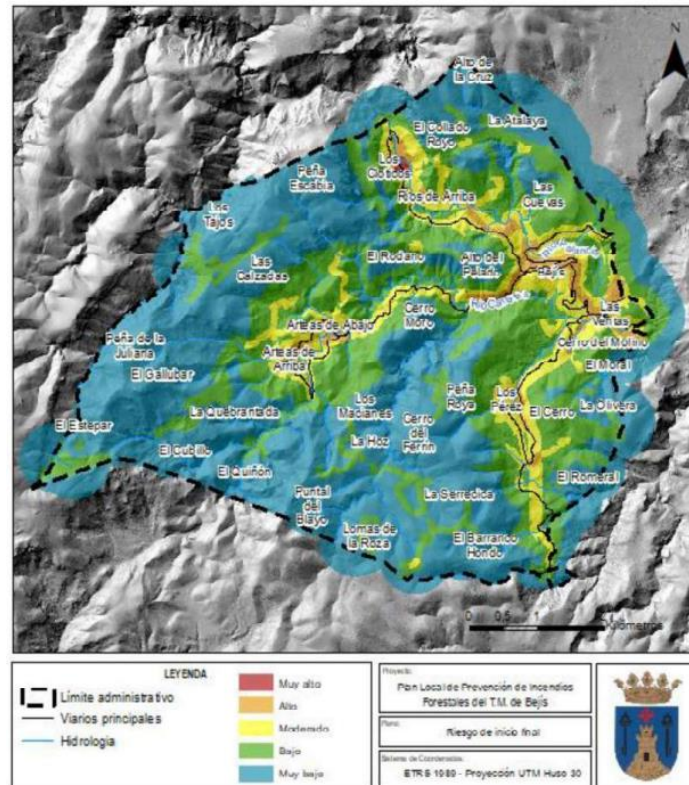 N
Alto de
la Cruz
La Atalaya
El Collado
Royo
Los
Cloticos
Peña
Escabia
Ríos de Arriba
Las
Cuevas
Los
Tajos
Las
Calzadas
El Rodano
Alto del
Bejís
Las
Ventas
Cerro
Moro
Arteas de Abajo
Cerro del Molino
Peña de la
Juliana
Arteas de
Arriba
El Moral
El Gallubar
Peña
Roya
Los
Pérez
La Quebrantada
Los
Macianes
El Cerro
La Olivera
El Estepar
Cerro
del
Ferrín
El Cubillo
La Hoz
El Quiñón
El Romeral
Puntal
del
Blayo
La Serrecica
Lomas de
la Roza
El Barranco
Hondo
0 0,5 1
Kilómetros
LEYENDA
Límite administrativo
Viarios principales
Hidrología
Muy alto
Alto
Moderado
Bajo
Muy bajo
Proyecto:
Plan Local de Prevención de Incendios
Forestales del T.M. de Bejís
Plano:
Riesgo de inicio final
Sistema de Coordenadas:
ETRS 1989 - Proyección UTM Huso 30